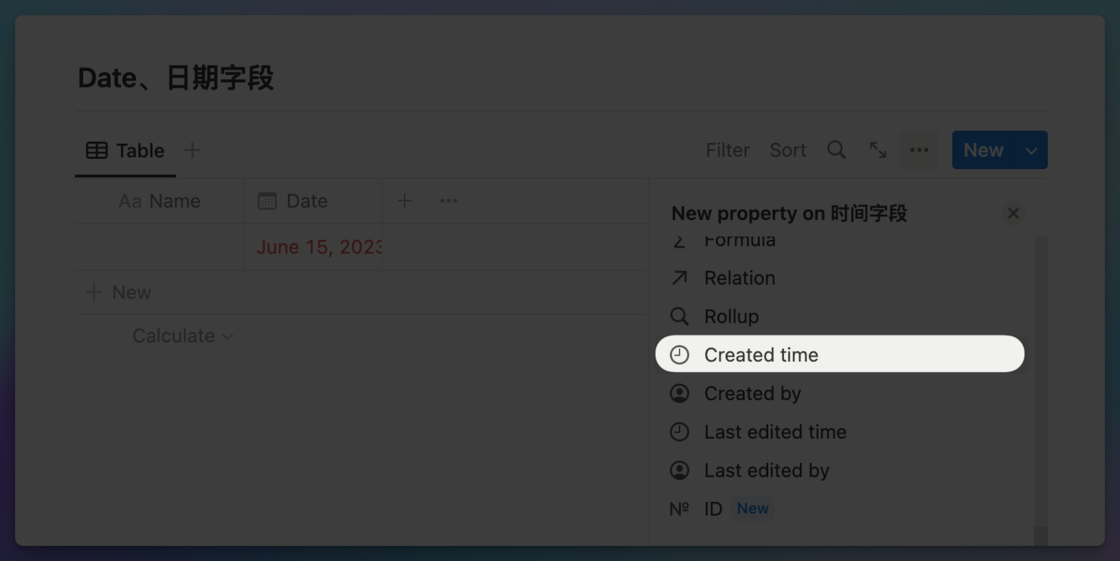 Date、日期字段
Table
Filter Sort New
Aa Name Date
New property on 时间字段
June 15, 2023
Formula
Relation
New
Rollup
Calculate
Created time
Created by
Last edited time
Last edited by
Nº ID New